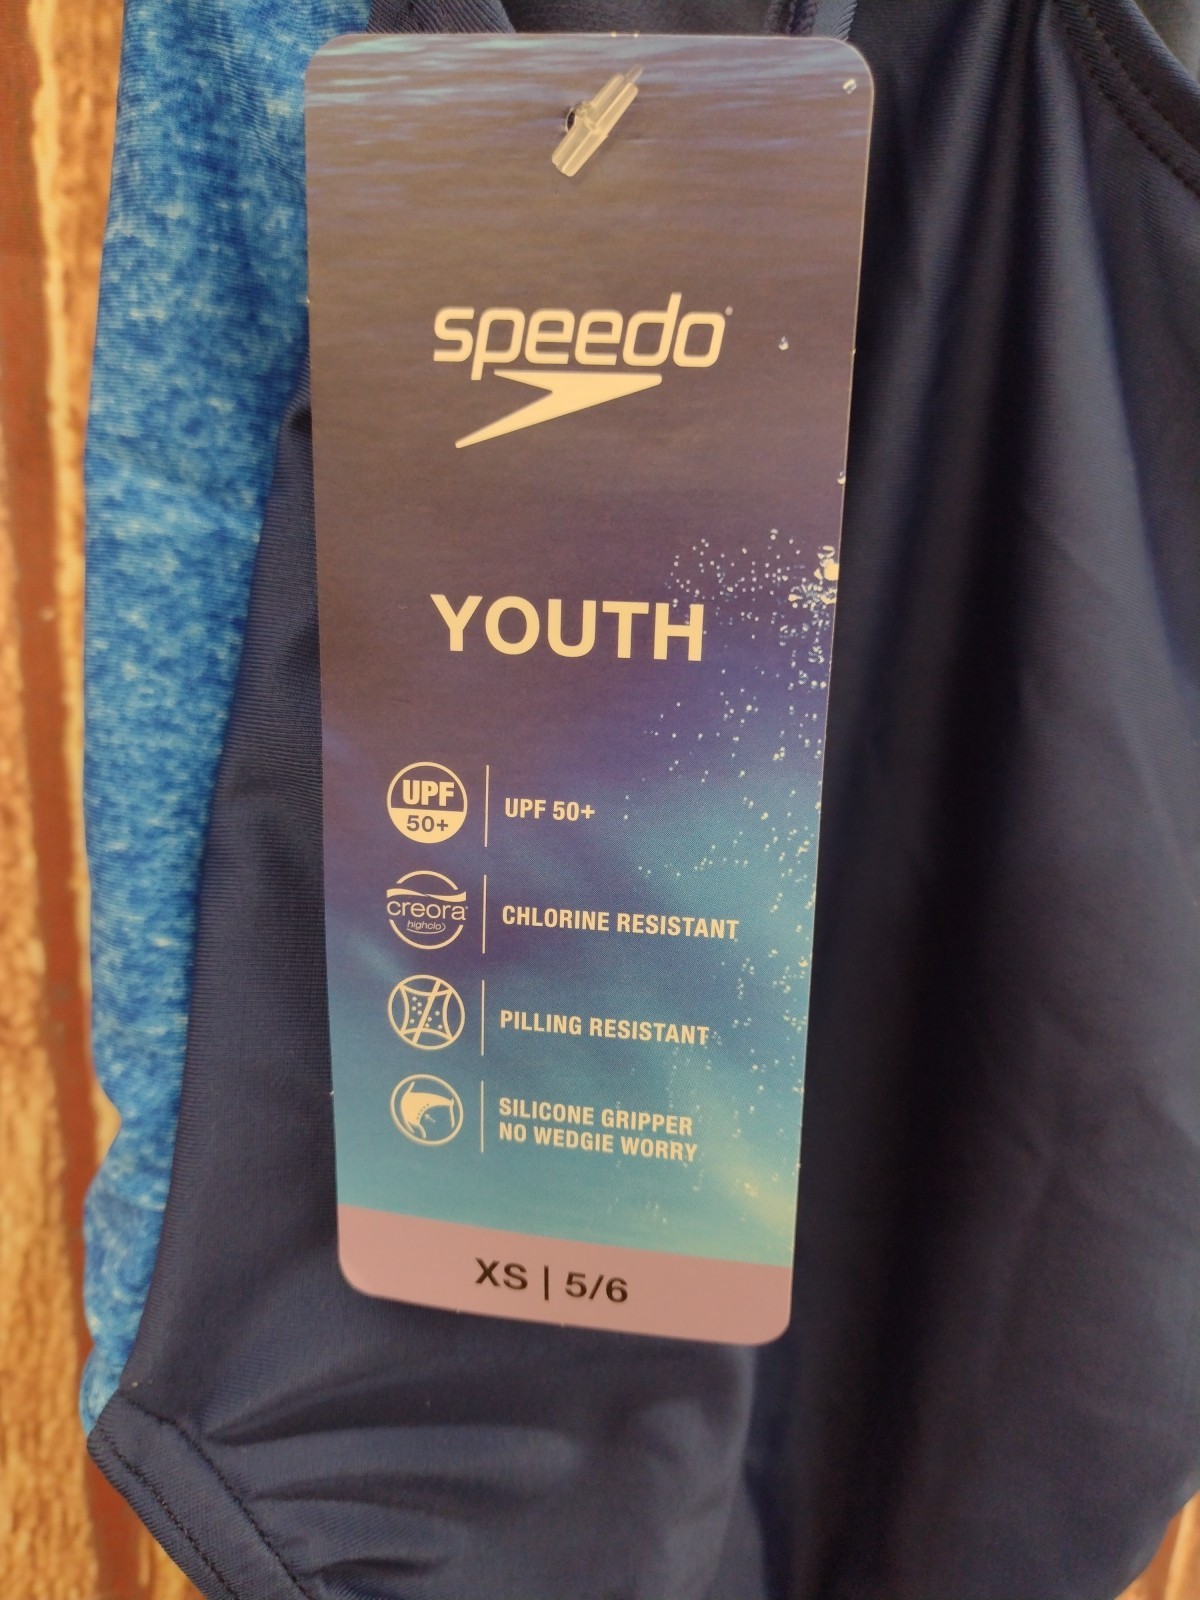 speedo
YOUTH
UPF
50+
UPF 50+
creora®
highclo
CHLORINE RESISTANT
PILLING RESISTANT
SILICONE GRIPPER
NO WEDGIE WORRY
XS | 5/6